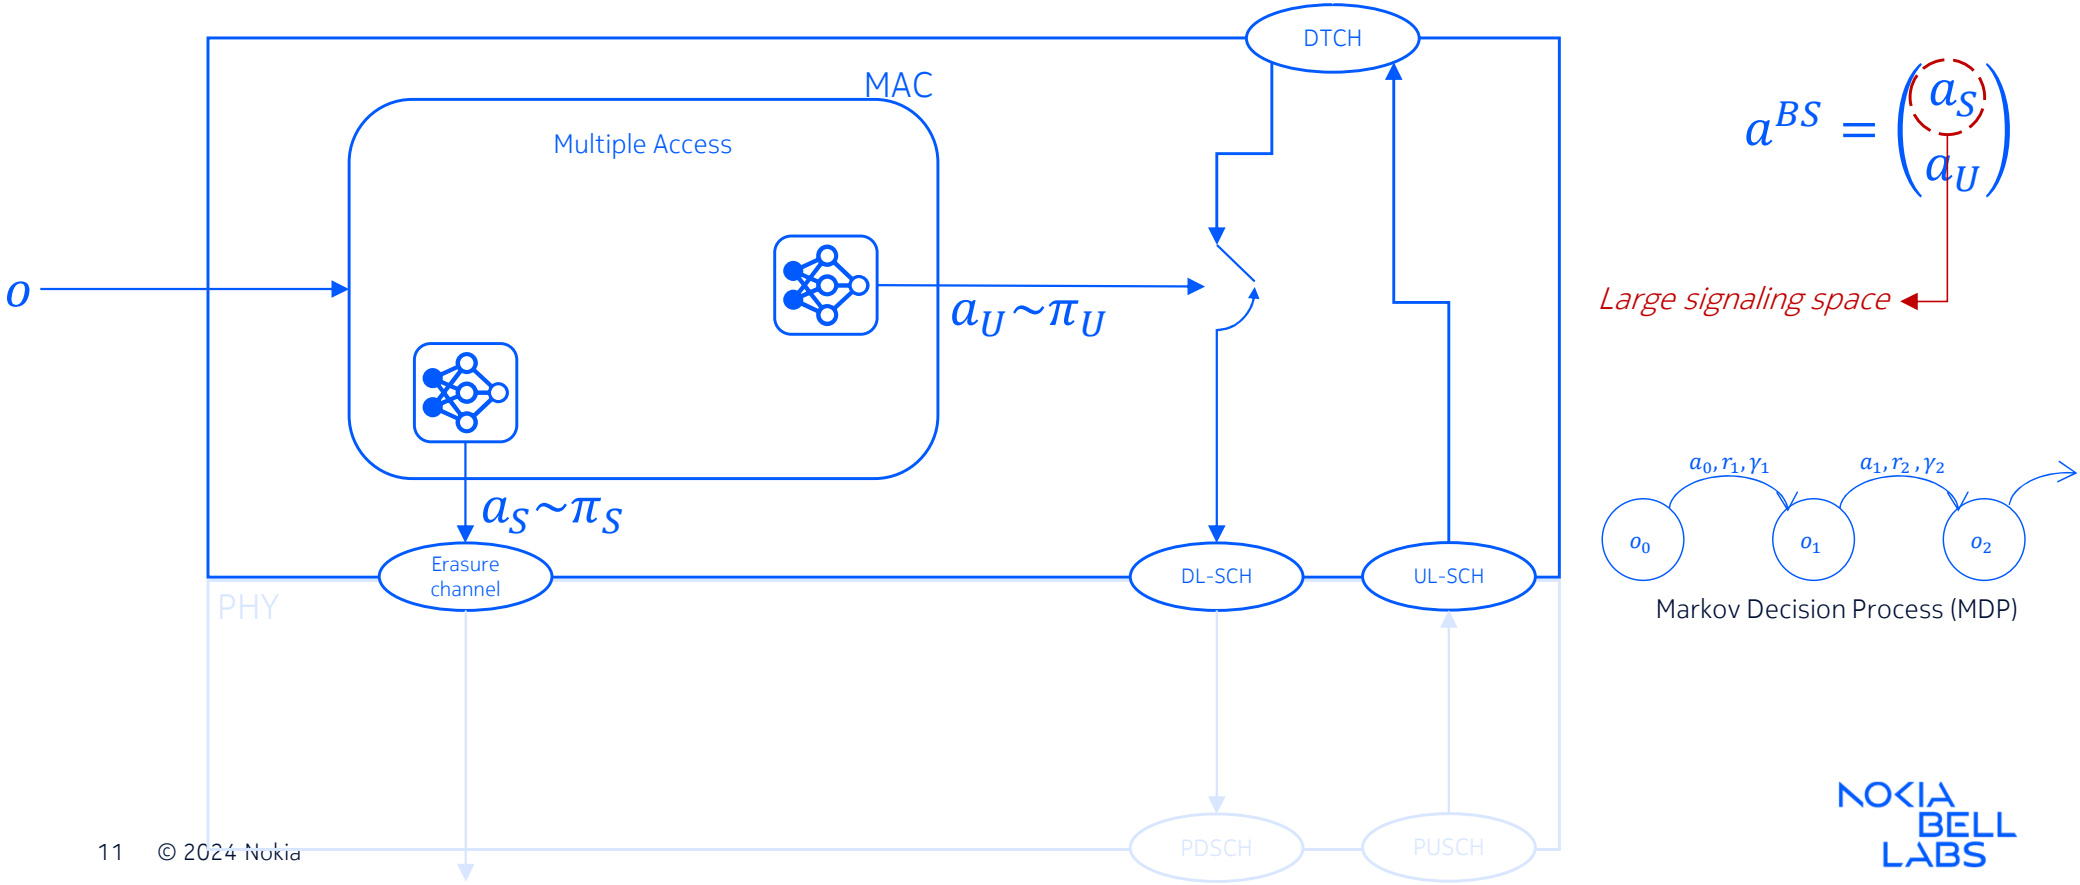 DTCH
MAC
Multiple Access
o
a_U~π_U
a_S~π_S
Erasure
channel
DL-SCH
UL-SCH
PHY
PDSCH
PUSCH
a^{BS} = (a_S
a_U)
Large signaling space
a_0, r_1, γ_1
a_1, r_2, γ_2
o_0
o_1
o_2
Markov Decision Process (MDP)
11 © 2024 Nokia
NOKIA
BELL
LABS